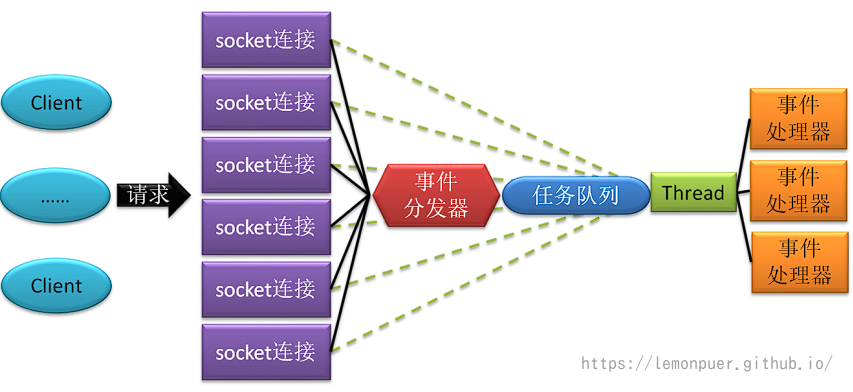 Client
……
Client
请求
socket连接
socket连接
socket连接
socket连接
socket连接
socket连接
事件
分发器
任务队列
Thread
事件
处理器
事件
处理器
事件
处理器
https://lemonpuer.github.io/